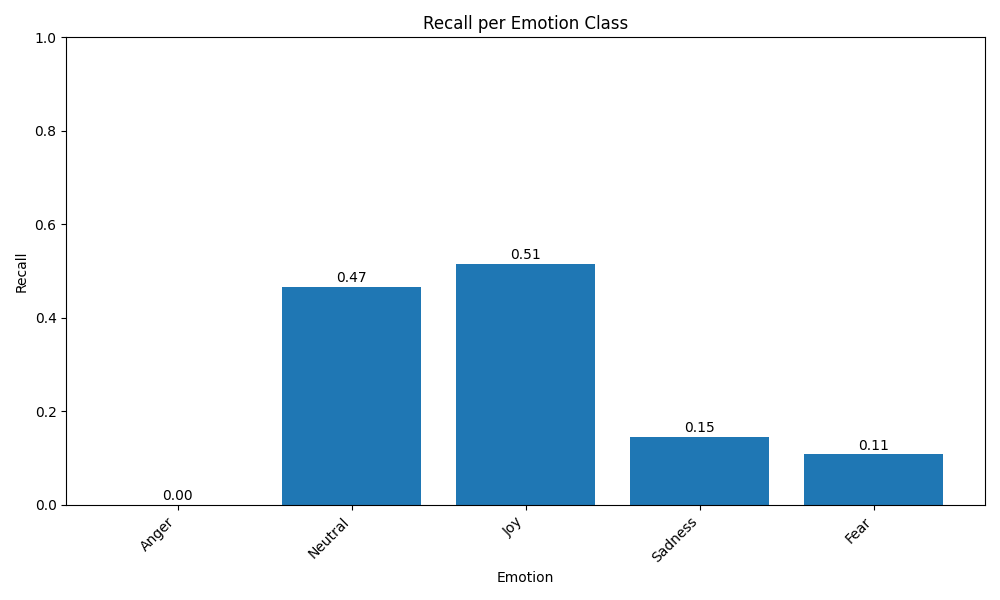 Recall per Emotion Class
1.0
0.8
0.6
0.4
0.2
0.0
Recall
0.00
0.47
0.51
0.15
0.11
Anger
Neutral
Joy
Sadness
Fear
Emotion